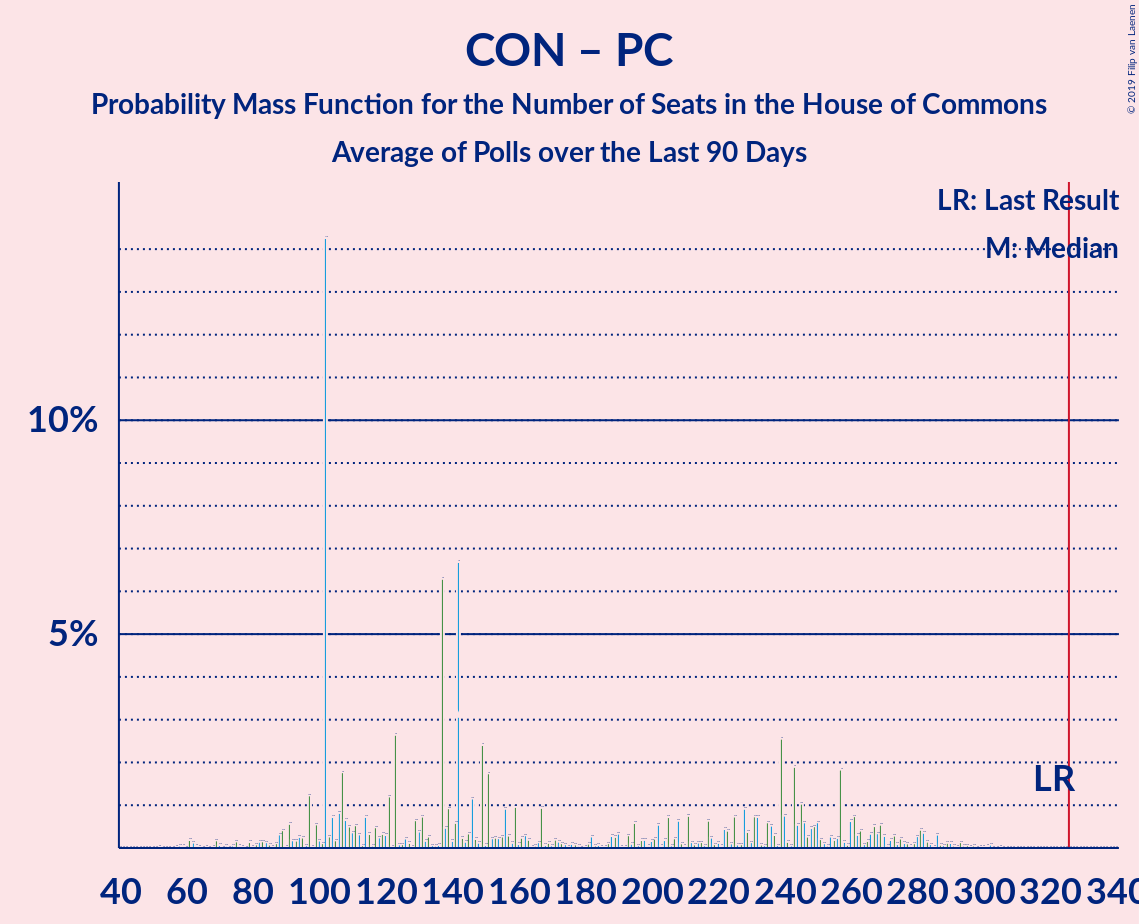 CON – PC
Probability Mass Function for the Number of Seats in the House of Commons
Average of Polls over the Last 90 Days
© 2019 Filip van Laenen
LR: Last Result
M: Median
10%
5%
LR
40 60 80 100 120 140 160 180 200 220 240 260 280 300 320 340